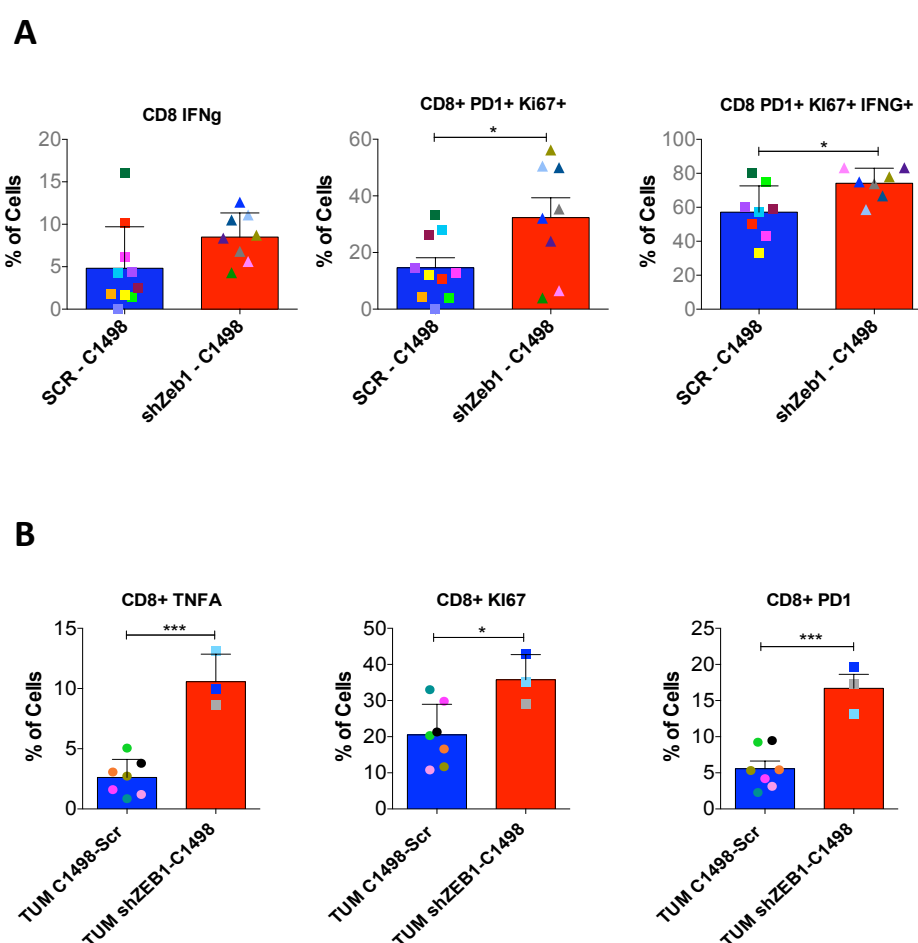 A
CD8 IFNg
% of Cells
20
15
10
5
0
SCR - C1498
shZeb1 - C1498
CD8+ PD1+ Ki67+
% of Cells
60
40
20
0
*
SCR - C1498
shZeb1 - C1498
CD8 PD1+ KI67+ IFNG+
% of Cells
100
80
60
40
20
0
*
SCR - C1498
shZeb1 - C1498
B
CD8+ TNFA
% of Cells
15
10
5
0
***
TUM C1498-Scr
TUM shZEB1-C1498
CD8+ KI67
% of Cells
50
40
30
20
10
0
*
TUM C1498-Scr
TUM shZEB1-C1498
CD8+ PD1
% of Cells
25
20
15
10
5
0
***
TUM C1498-Scr
TUM shZEB1-C1498